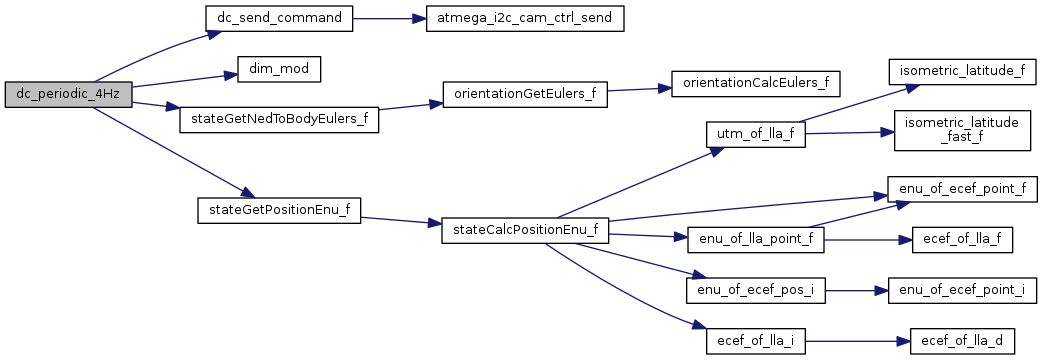 dc_periodic_4Hz
dc_send_command
atmega_i2c_cam_ctrl_send
dim_mod
stateGetNedToBodyEulers_f
orientationGetEulers_f
orientationCalcEulers_f
stateGetPositionEnu_f
stateCalcPositionEnu_f
utm_of_lla_f
isometric_latitude_f
isometric_latitude
_fast_f
enu_of_ecef_point_f
enu_of_lla_point_f
ecef_of_lla_f
enu_of_ecef_pos_i
enu_of_ecef_point_i
ecef_of_lla_i
ecef_of_lla_d